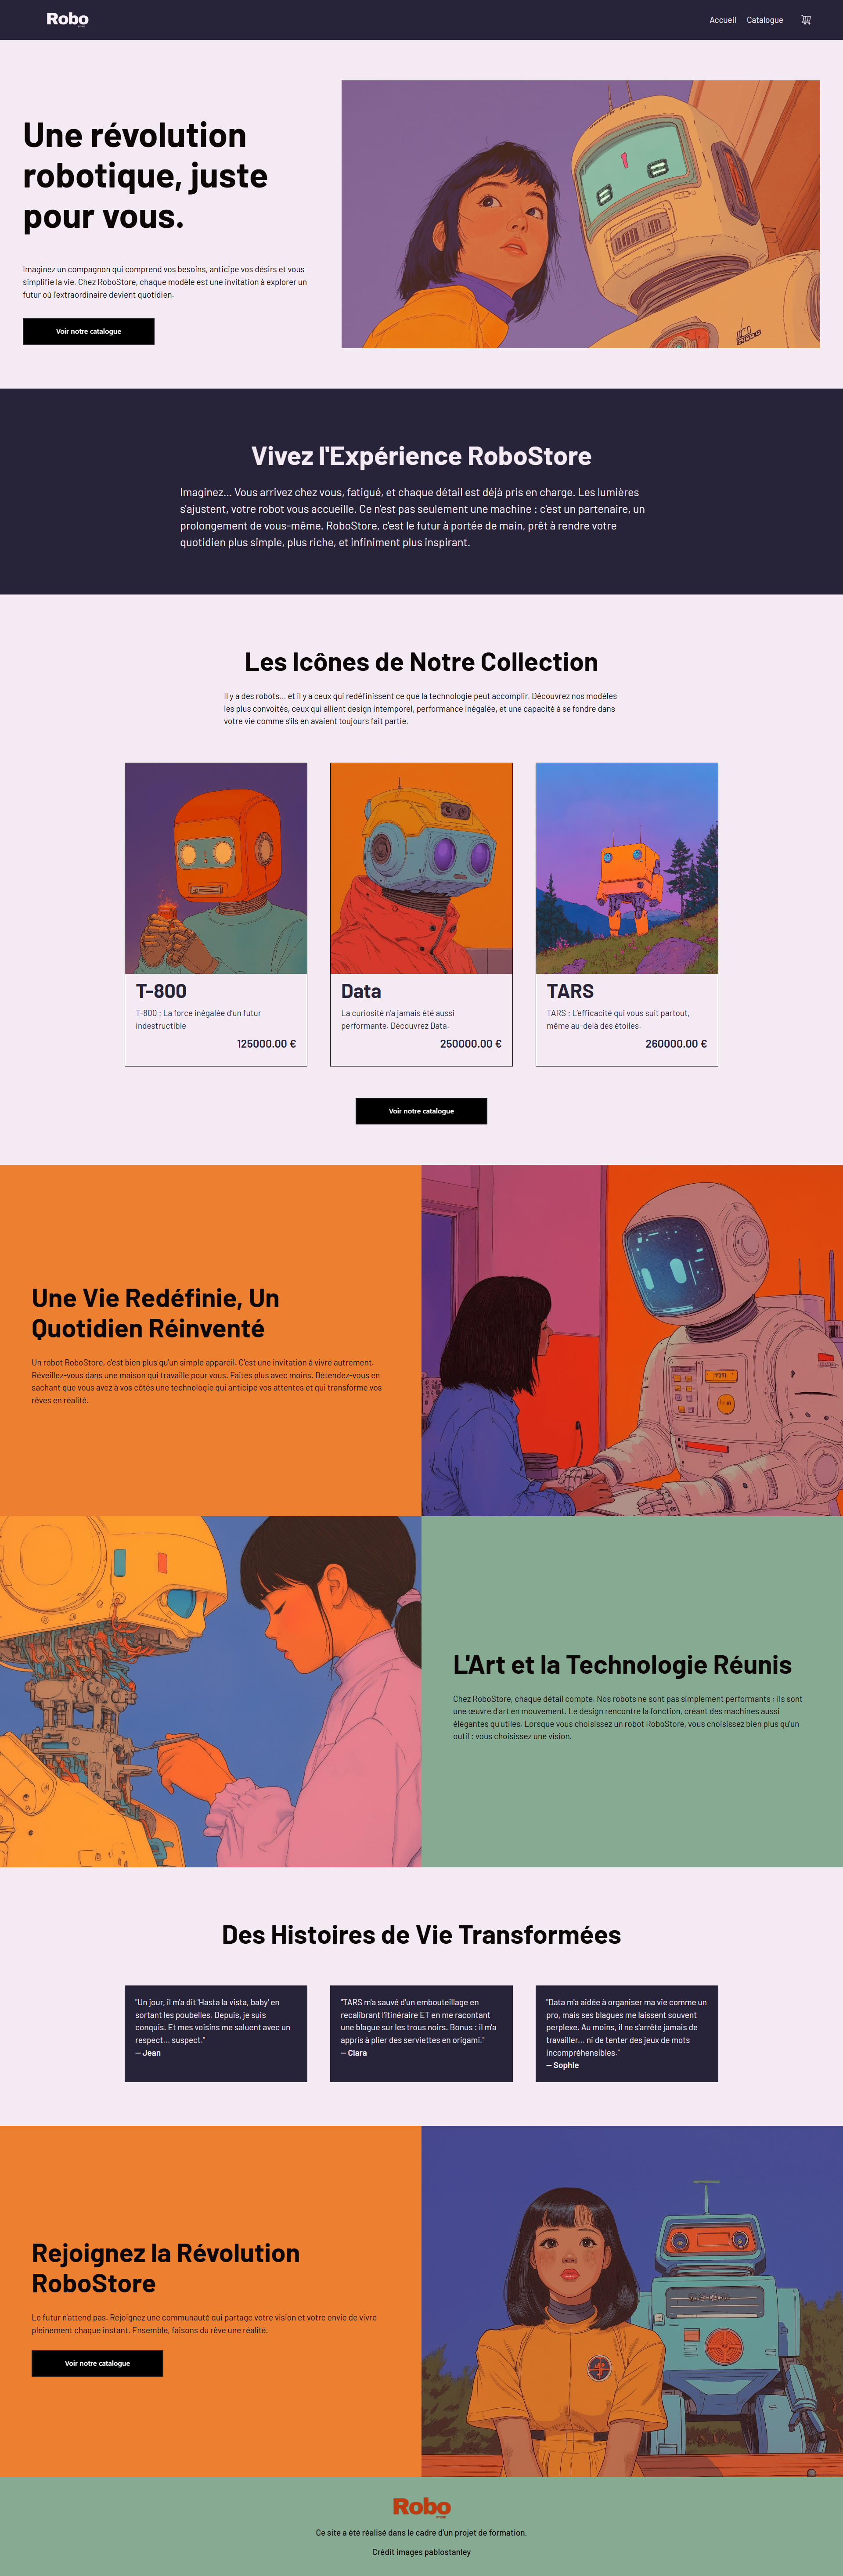 Robo
Accueil
Catalogue
Une révolution
robotique, juste
pour vous.
Imaginez un compagnon qui comprend vos besoins, anticipe vos désirs et vous
simplifie la vie. Chez RoboStore, chaque modèle est une invitation à explorer un
futur où l'extraordinaire devient quotidien.
Voir notre catalogue
Vivez l'Expérience RoboStore
Imaginez... Vous arrivez chez vous, fatigué, et chaque détail est déjà pris en charge. Les lumières
s'ajustent, votre robot vous accueille. Ce n'est pas seulement une machine : c'est un partenaire, un
prolongement de vous-même. RoboStore, c'est le futur à portée de main, prêt à rendre votre
quotidien plus simple, plus riche, et infiniment plus inspirant.
Les Icônes de Notre Collection
Il y a des robots... et il y a ceux qui redéfinissent ce que la technologie peut accomplir. Découvrez nos modèles
les plus convoités, ceux qui allient design intemporel, performance inégalée, et une capacité à se fondre dans
votre vie comme s'ils en avaient toujours fait partie.
T-800
T-800 : La force inégalée d'un futur
indestructible
125000.00 €
Data
La curiosité n'a jamais été aussi
performante. Découvrez Data.
250000.00 €
TARS
TARS : L'efficacité qui vous suit partout,
même au-delà des étoiles.
260000.00 €
Voir notre catalogue
Une Vie Redéfinie, Un
Quotidien Réinventé
Un robot RoboStore, c'est bien plus qu'un simple appareil. C'est une invitation à vivre autrement.
Réveillez-vous dans une maison qui travaille pour vous. Faites plus avec moins. Détendez-vous en
sachant que vous avez à vos côtés une technologie qui anticipe vos attentes et qui transforme vos
rêves en réalité.
L'Art et la Technologie Réunis
Chez RoboStore, chaque détail compte. Nos robots ne sont pas simplement performants : ils sont
une œuvre d'art en mouvement. Le design rencontre la fonction, créant des machines aussi
élégantes qu'utiles. Lorsque vous choisissez un robot RoboStore, vous choisissez bien plus qu'un
outil : vous choisissez une vision.
Des Histoires de Vie Transformées
"Un jour, il m'a dit 'Hasta la vista, baby' en
sortant les poubelles. Depuis, je suis
conquis. Et mes voisins me saluent avec un
respect... suspect."
— Jean
"TARS m'a sauvé d'un embouteillage en
recalibrant l'itinéraire ET en me racontant
une blague sur les trous noirs. Bonus : il m'a
appris à plier des serviettes en origami."
— Clara
"Data m'a aidée à organiser ma vie comme un
pro, mais ses blagues me laissent souvent
perplexe. Au moins, il ne s'arrête jamais de
travailler... ni de tenter des jeux de mots
incompréhensibles."
— Sophie
Rejoignez la Révolution
RoboStore
Le futur n'attend pas. Rejoignez une communauté qui partage votre vision et votre envie de vivre
pleinement chaque instant. Ensemble, faisons du rêve une réalité.
Voir notre catalogue
Robo
Ce site a été réalisé dans le cadre d'un projet de formation.
Crédit images pablostanley